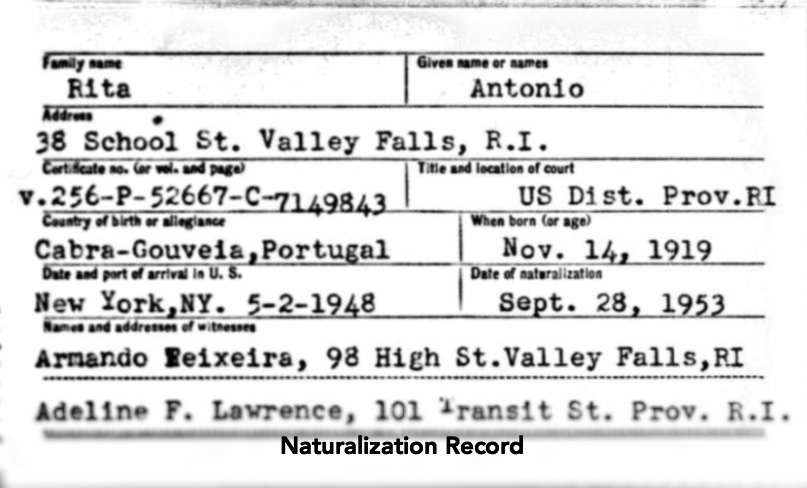 Family name Given name or names
Rita Antonio
Address
38 School St. Valley Falls, R.I.
Certificate no. (or vol. and page) Title and location of court
v.256-P-52667-C-7149843 US Dist. Prov.RI
Country of birth or allegiance When born (or age)
Cabra-Gouveia,Portugal Nov. 14, 1919
Date and port of arrival in U. S. Date of naturalization
New York,NY. 5-2-1948 Sept. 28, 1953
Names and addresses of witnesses
Armando Teixeira, 98 High St.Valley Falls,RI
Adeline F. Lawrence, 101 Transit St. Prov. R.I.
Naturalization Record